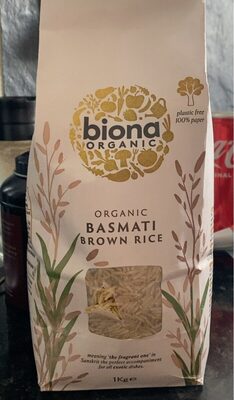 plastic free
100% paper
biona
ORGANIC
ORGANIC
BASMATI
BROWN RICE
meaning 'the fragrant one' in
Sanskrit the perfect accompaniment
for all exotic dishes.
1Kg e